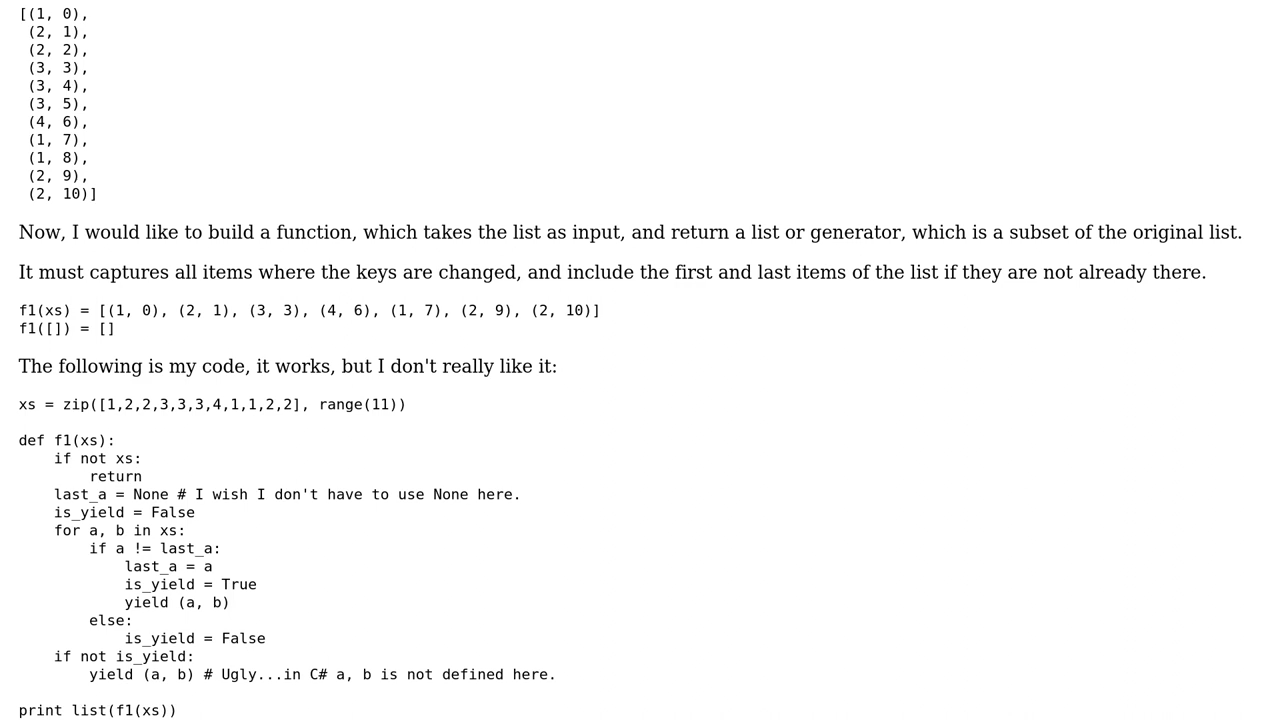 [(1, 0),
 (2, 1),
 (2, 2),
 (3, 3),
 (3, 4),
 (3, 5),
 (4, 6),
 (1, 7),
 (1, 8),
 (2, 9),
 (2, 10)]
Now, I would like to build a function, which takes the list as input, and return a list or generator, which is a subset of the original list.
It must captures all items where the keys are changed, and include the first and last items of the list if they are not already there.
f1(xs) = [(1, 0), (2, 1), (3, 3), (4, 6), (1, 7), (2, 9), (2, 10)]
f1([]) = []
The following is my code, it works, but I don't really like it:
xs = zip([1,2,2,3,3,3,4,1,1,2,2], range(11))
def f1(xs):
    if not xs:
        return
    last_a = None # I wish I don't have to use None here.
    is_yield = False
    for a, b in xs:
        if a != last_a:
            last_a = a
            is_yield = True
            yield (a, b)
        else:
            is_yield = False
    if not is_yield:
        yield (a, b) # Ugly...in C# a, b is not defined here.
print list(f1(xs))